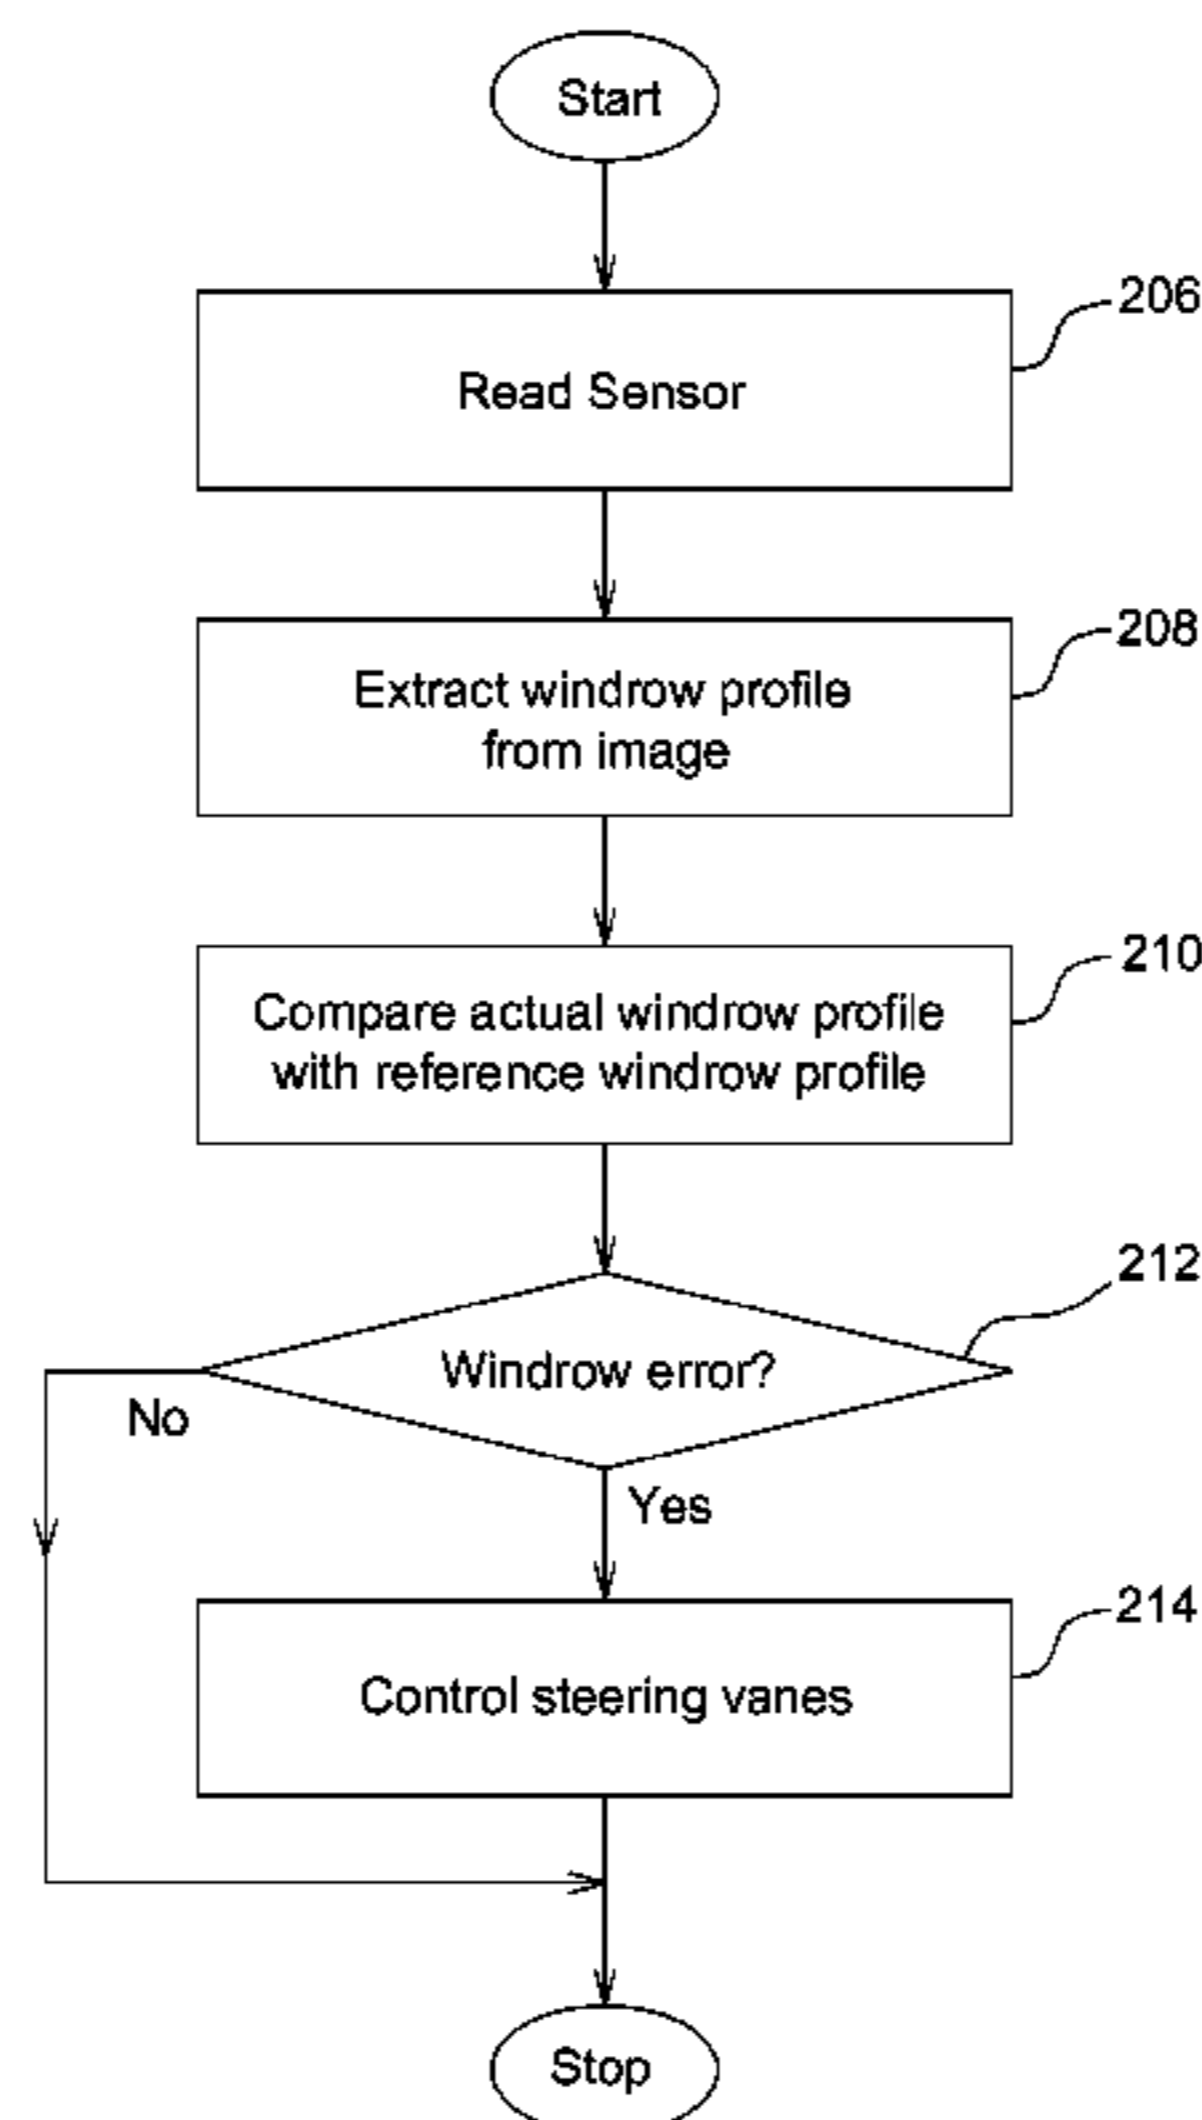 Start
206
Read Sensor
208
Extract windrow profile
from image
210
Compare actual windrow profile
with reference windrow profile
212
Windrow error?
No
Yes
214
Control steering vanes
Stop